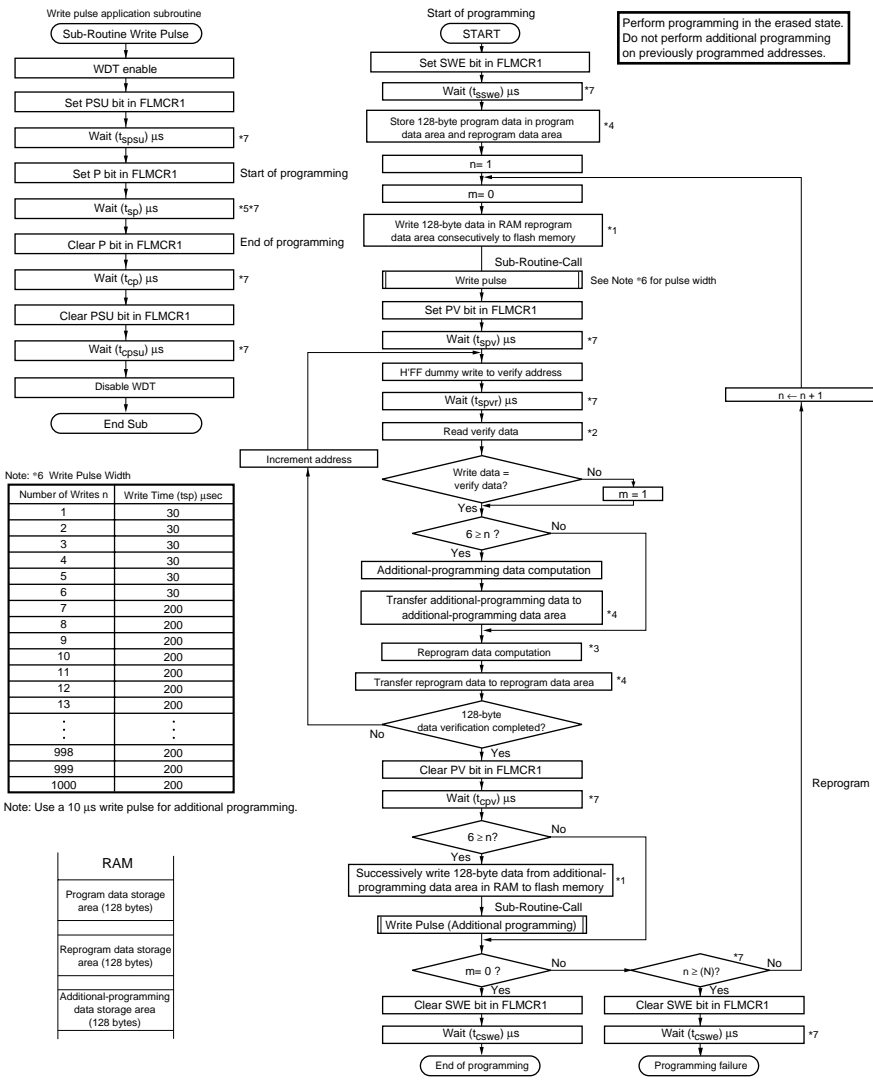 Write pulse application subroutine
Sub-Routine Write Pulse
WDT enable
Set PSU bit in FLMCR1
Wait (tspsu) μs
*7
Set P bit in FLMCR1
Start of programming
Wait (tsp) μs
*5*7
Clear P bit in FLMCR1
End of programming
Wait (tcp) μs
*7
Clear PSU bit in FLMCR1
Wait (tcpsu) μs
*7
Disable WDT
End Sub
Note: *6 Write Pulse Width
Number of Writes n Write Time (tsp) μsec
1 30
2 30
3 30
4 30
5 30
6 30
7 200
8 200
9 200
10 200
11 200
12 200
13 200
998 200
999 200
1000 200
Note: Use a 10 μs write pulse for additional programming.
RAM
Program data storage
area (128 bytes)
Reprogram data storage
area (128 bytes)
Additional-programming
data storage area
(128 bytes)
Start of programming
START
Set SWE bit in FLMCR1
Wait (tsswe) μs
*7
Store 128-byte program data in program
data area and reprogram data area
*4
n= 1
m= 0
Write 128-byte data in RAM reprogram
data area consecutively to flash memory
*1
Sub-Routine-Call
Write pulse
See Note *6 for pulse width
Set PV bit in FLMCR1
Wait (tspv) μs
*7
H'FF dummy write to verify address
Wait (tspvr) μs
*7
Read verify data
*2
Increment address
Write data =
verify data?
No
m = 1
Yes
6 ≥ n ?
No
Yes
Additional-programming data computation
Transfer additional-programming data to
additional-programming data area
*4
Reprogram data computation
*3
Transfer reprogram data to reprogram data area
*4
128-byte
data verification completed?
No
Yes
Clear PV bit in FLMCR1
Wait (tcpv) μs
*7
6 ≥ n?
No
Yes
Successively write 128-byte data from additional-
programming data area in RAM to flash memory
*1
Sub-Routine-Call
Write Pulse (Additional programming)
m= 0 ?
No
Yes
Clear SWE bit in FLMCR1
Wait (tcswe) μs
End of programming
*7
n ≥ (N)?
No
Yes
Clear SWE bit in FLMCR1
Wait (tcswe) μs
*7
Programming failure
Perform programming in the erased state.
Do not perform additional programming
on previously programmed addresses.
n ← n + 1
Reprogram